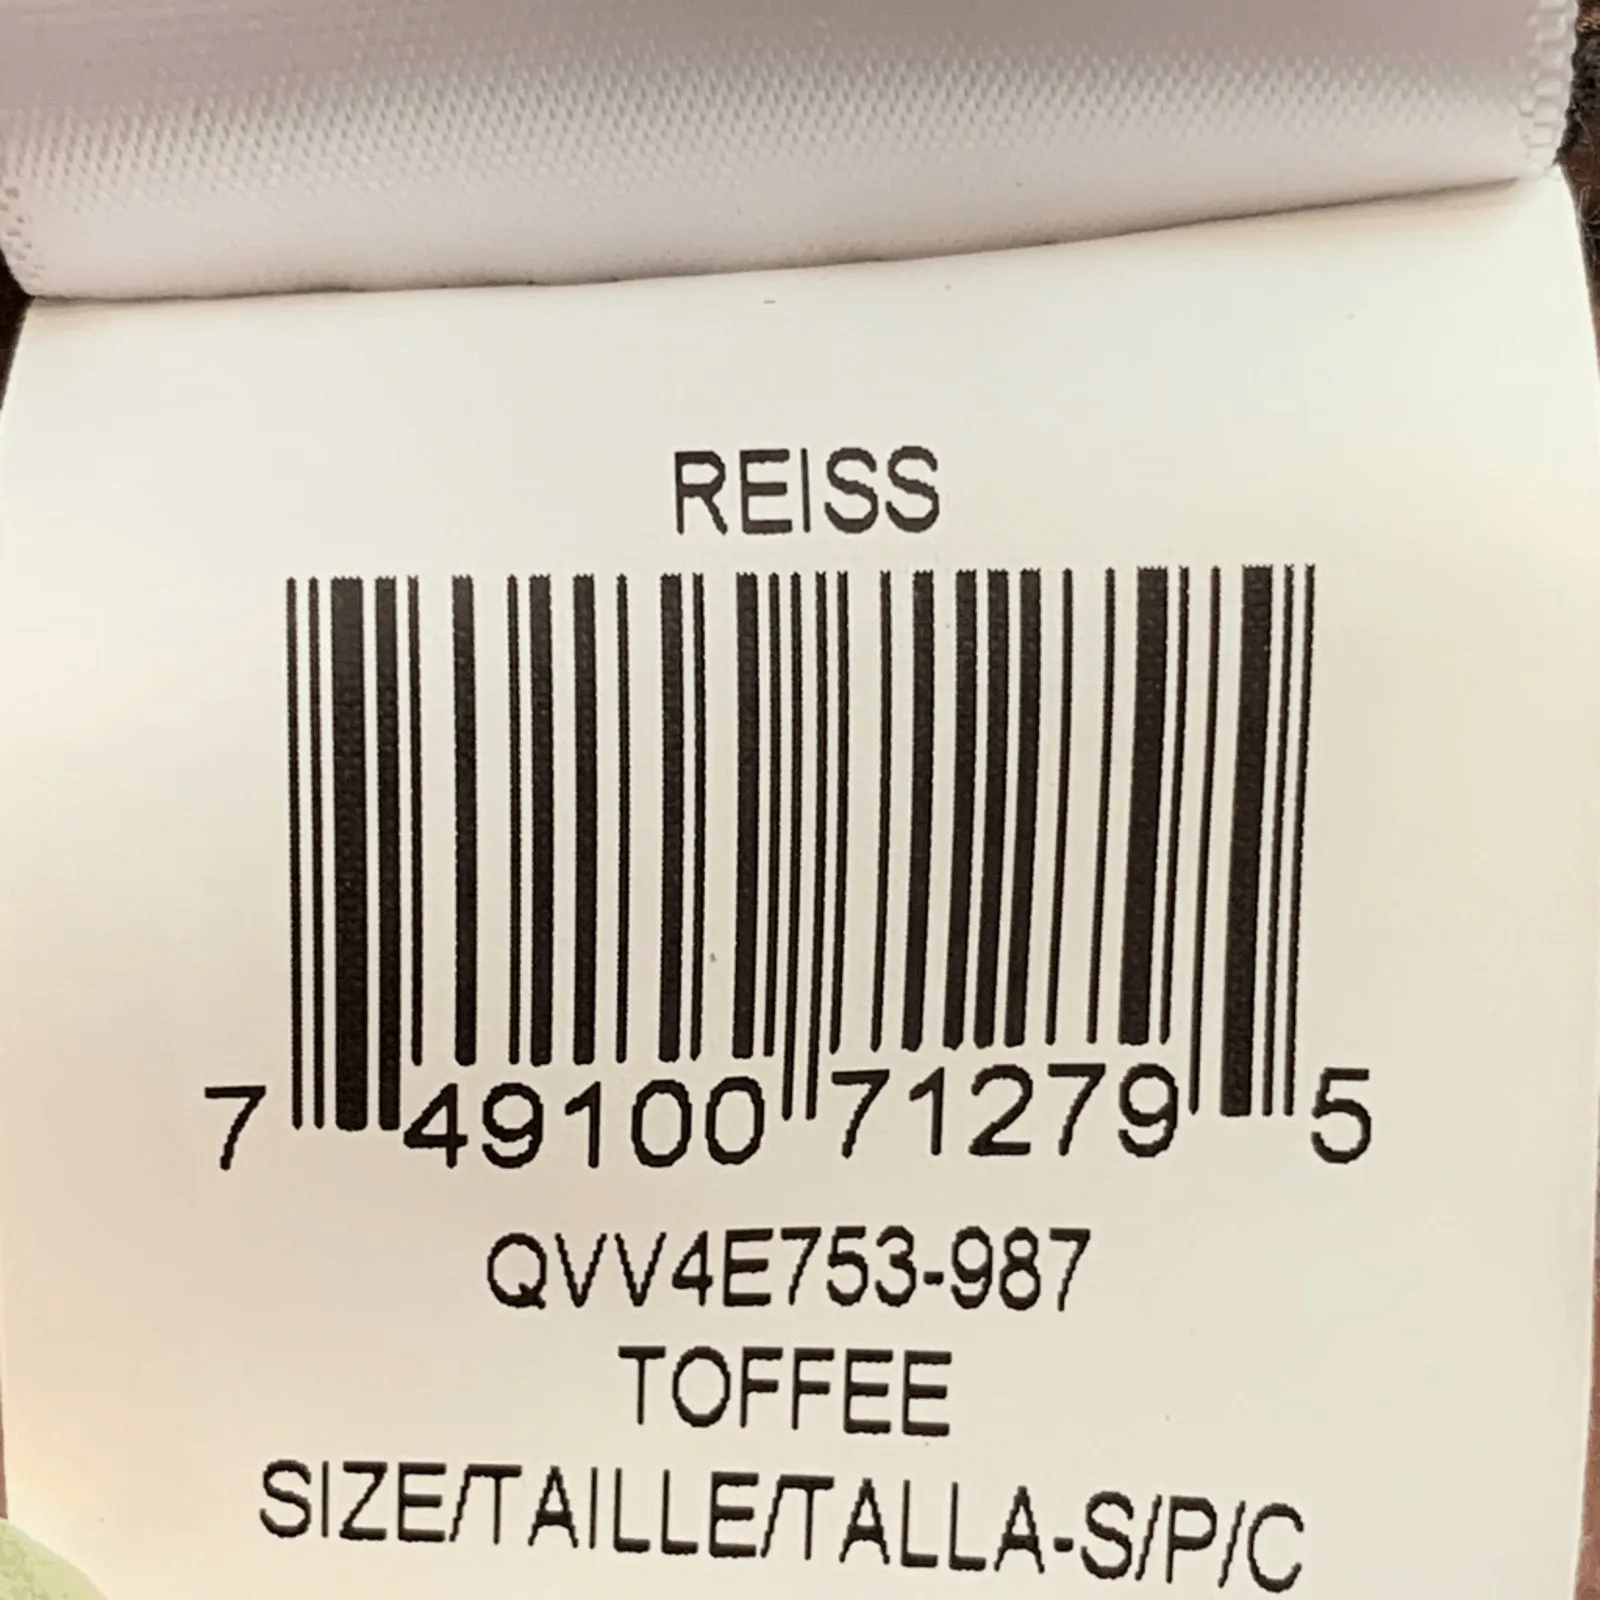 REISS
7 49100 71279 5
QVV4E753-987
TOFFEE
SIZE/TAILLE/TALLA-S/P/C